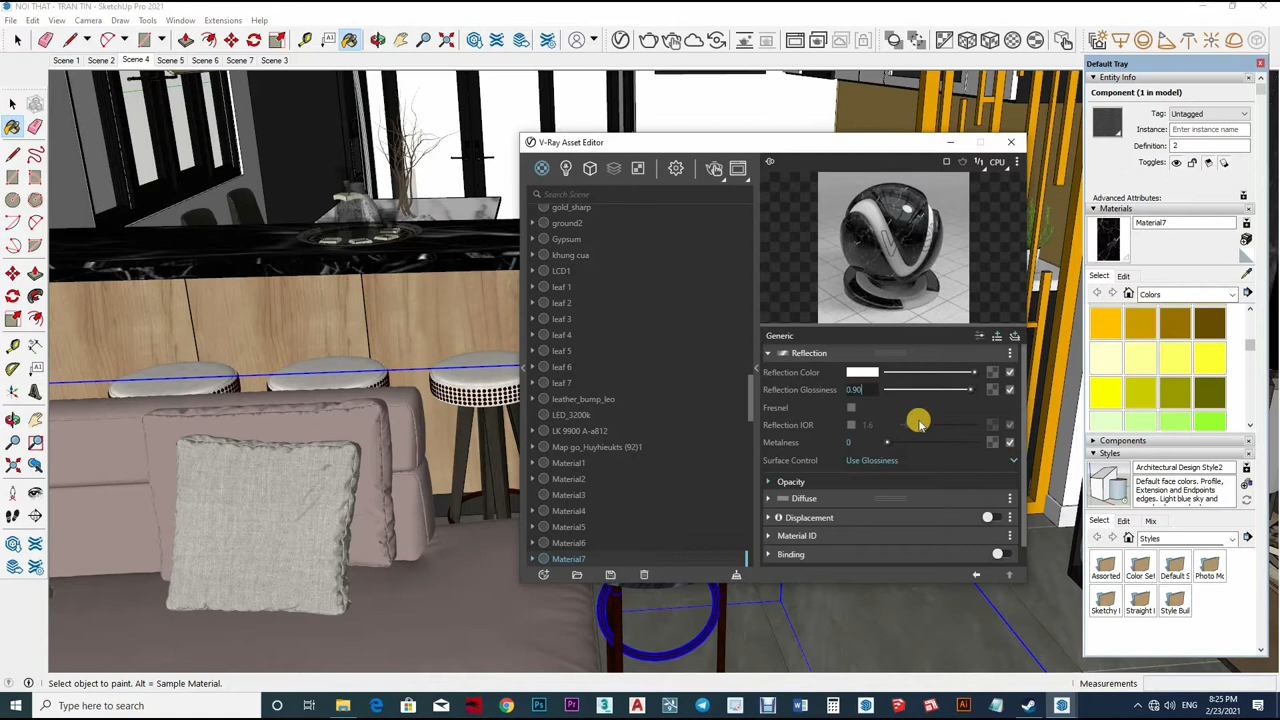 NOI THAT - TRAN TIN - SketchUp Pro 2021
File Edit View Camera Draw Tools Window Extensions Help
Scene 1 Scene 2 Scene 4 Scene 5 Scene 6 Scene 7 Scene 3
V-Ray Asset Editor
Search Scene
gold_sharp
ground2
Gypsum
khung cua
LCD1
leaf 1
leaf 2
leaf 3
leaf 4
leaf 5
leaf 6
leaf 7
leather_bump_leo
LED_3200k
LK 9900 A-a812
Map go_Huyhieukts (92)1
Material1
Material2
Material3
Material4
Material5
Material6
Material7
CPU
Generic
Reflection
Reflection Color
Reflection Glossiness 0.90
Fresnel
Reflection IOR 1.6
Metalness 0
Surface Control Use Glossiness
Opacity
Diffuse
Displacement
Material ID
Binding
Default Tray
Entity Info
Component (1 in model)
Tag: Untagged
Instance: Enter instance name
Definition: 2
Toggles:
Advanced Attributes:
Materials
Material7
Select Edit
Colors
Components
Styles
Architectural Design Style2
Default face colors. Profile,
Extension and Endpoints
edges. Light blue sky and
Select Edit Mix
Styles
Assorted Color Set Default S Photo Mo
Sketchy I Straight I Style Buil
Select object to paint. Alt = Sample Material.
Measurements
Type here to search
ENG
8:25 PM
2/23/2021